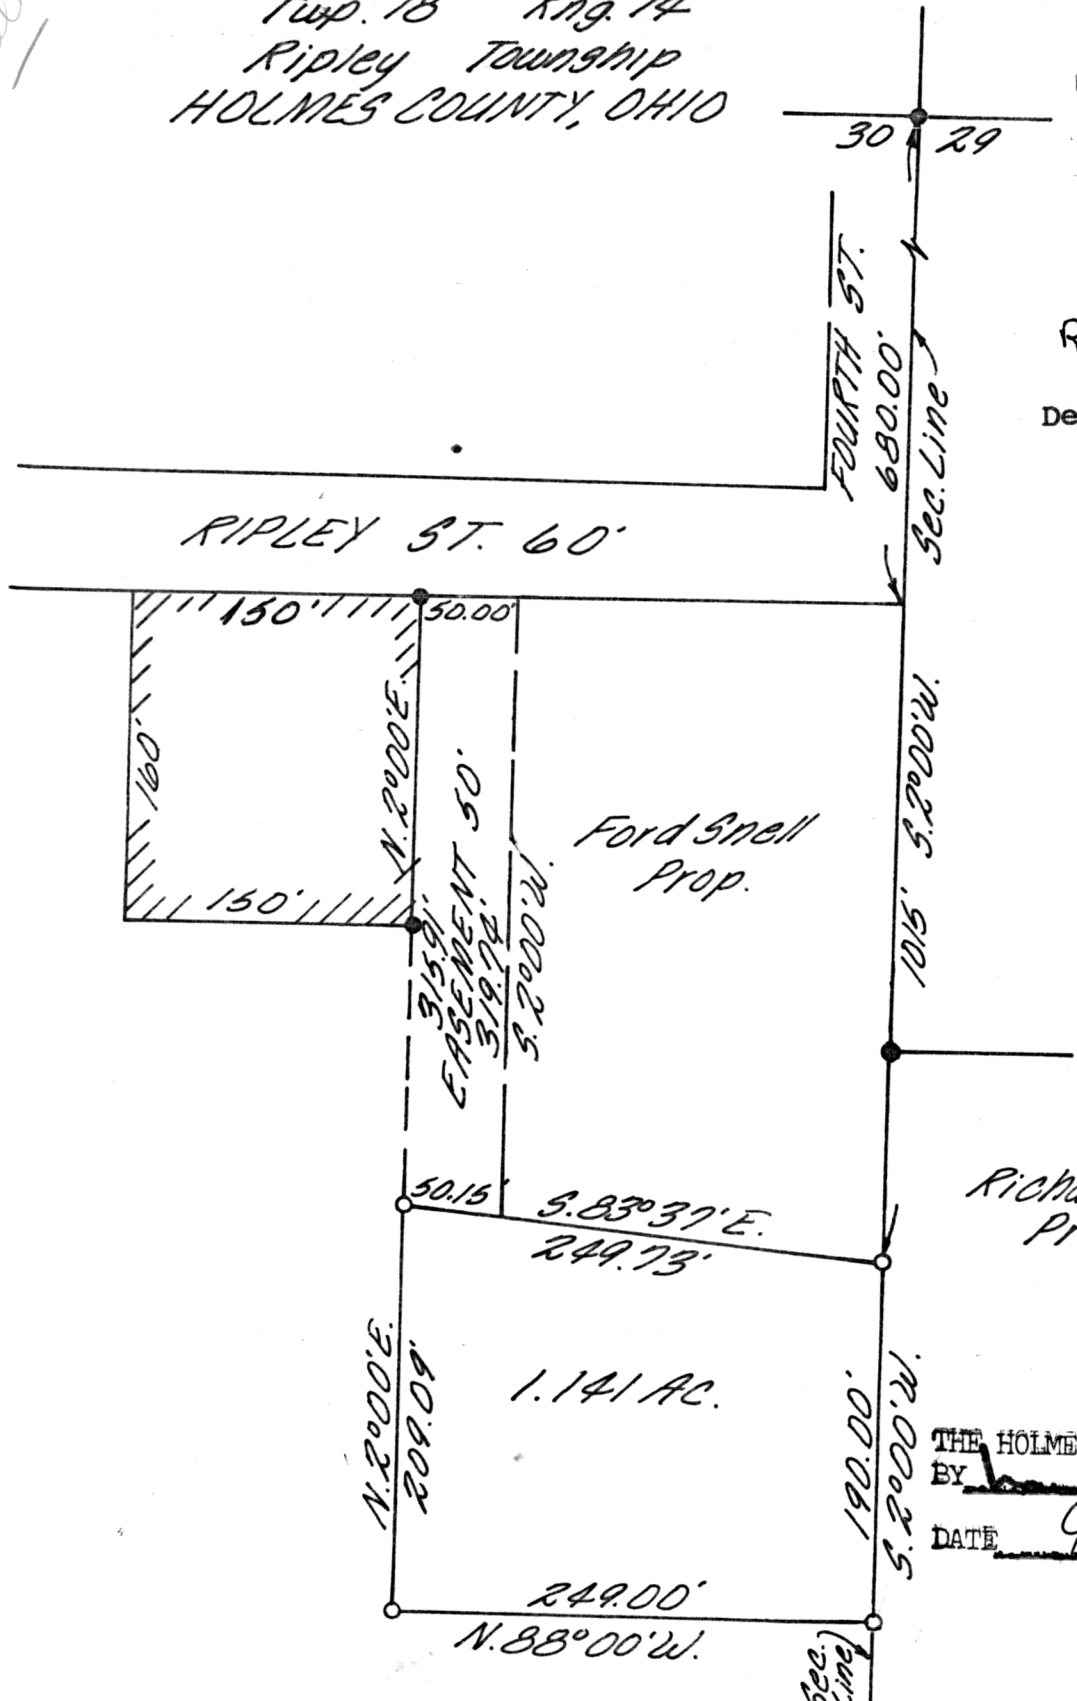 Twp. 18 Rng. 14
Ripley Township
HOLMES COUNTY, OHIO
30 29
FOURTH ST.
680.00'
Sec. Line
De
RIPLEY ST. 60'
150'
50.00'
160'
N. 2°00'E.
150'
315.91'
EASEMENT 50'
319.74'
S. 2°00'W.
Ford Snell
Prop.
1015' S. 2°00'W.
50.15'
S. 83°37' E.
249.73'
Richa
Pr
N. 2°00'E.
209.09'
1.141 AC.
190.00'
S. 2°00'W.
THE HOLME
BY
DATE
249.00'
N. 88°00'W.
Sec.
Line